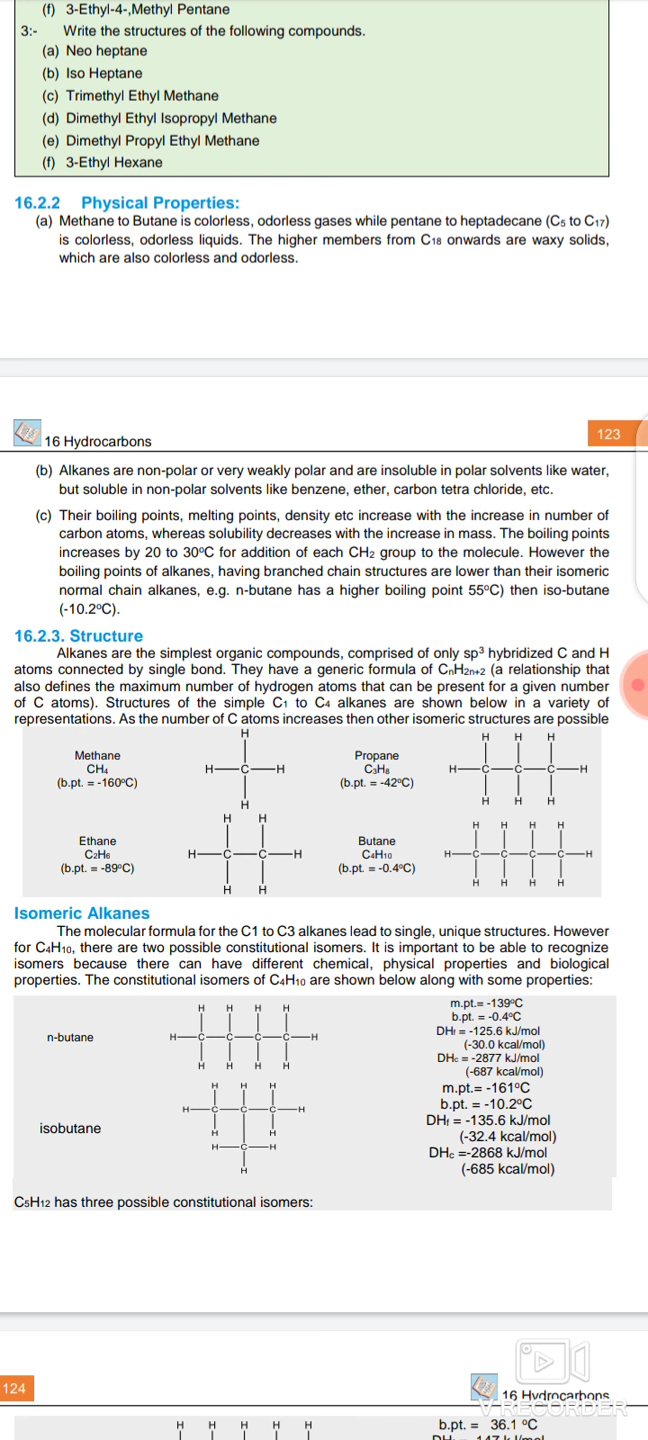 (f) 3-Ethyl-4-,Methyl Pentane
3:- Write the structures of the following compounds.
(a) Neo heptane
(b) Iso Heptane
(c) Trimethyl Ethyl Methane
(d) Dimethyl Ethyl Isopropyl Methane
(e) Dimethyl Propyl Ethyl Methane
(f) 3-Ethyl Hexane
16.2.2 Physical Properties:
(a) Methane to Butane is colorless, odorless gases while pentane to heptadecane (C5 to C17)
is colorless, odorless liquids. The higher members from C18 onwards are waxy solids,
which are also colorless and odorless.
16 Hydrocarbons
123
(b) Alkanes are non-polar or very weakly polar and are insoluble in polar solvents like water,
but soluble in non-polar solvents like benzene, ether, carbon tetra chloride, etc.
(c) Their boiling points, melting points, density etc increase with the increase in number of
carbon atoms, whereas solubility decreases with the increase in mass. The boiling points
increases by 20 to 30ºC for addition of each CH2 group to the molecule. However the
boiling points of alkanes, having branched chain structures are lower than their isomeric
normal chain alkanes, e.g. n-butane has a higher boiling point 55ºC) then iso-butane
(-10.2ºC).
16.2.3. Structure
Alkanes are the simplest organic compounds, comprised of only sp³ hybridized C and H
atoms connected by single bond. They have a generic formula of CnH2n+2 (a relationship that
also defines the maximum number of hydrogen atoms that can be present for a given number
of C atoms). Structures of the simple C1 to C4 alkanes are shown below in a variety of
representations. As the number of C atoms increases then other isomeric structures are possible
Methane
CH4
(b.pt. = -160ºC)
H
H C H
H
Propane
C3H8
(b.pt. = -42ºC)
H H H
H C C C H
H H H
Ethane
C2H6
(b.pt. = -89ºC)
H H
H C C H
H H
Butane
C4H10
(b.pt. = -0.4ºC)
H H H H
H C C C C H
H H H H
Isomeric Alkanes
The molecular formula for the C1 to C3 alkanes lead to single, unique structures. However
for C4H10, there are two possible constitutional isomers. It is important to be able to recognize
isomers because there can have different chemical, physical properties and biological
properties. The constitutional isomers of C4H10 are shown below along with some properties:
n-butane
H H H H
H C C C C H
H H H H
m.pt.= -139ºC
b.pt. = -0.4ºC
DHf = -125.6 kJ/mol
(-30.0 kcal/mol)
DHc = -2877 kJ/mol
(-687 kcal/mol)
isobutane
H H H
H C C C H
H H
H C H
H
m.pt.= -161ºC
b.pt. = -10.2ºC
DHf = -135.6 kJ/mol
(-32.4 kcal/mol)
DHc =-2868 kJ/mol
(-685 kcal/mol)
C5H12 has three possible constitutional isomers:
124
16 Hydrocarbons
V RECORDER
H H H H H
b.pt. = 36.1 ºC